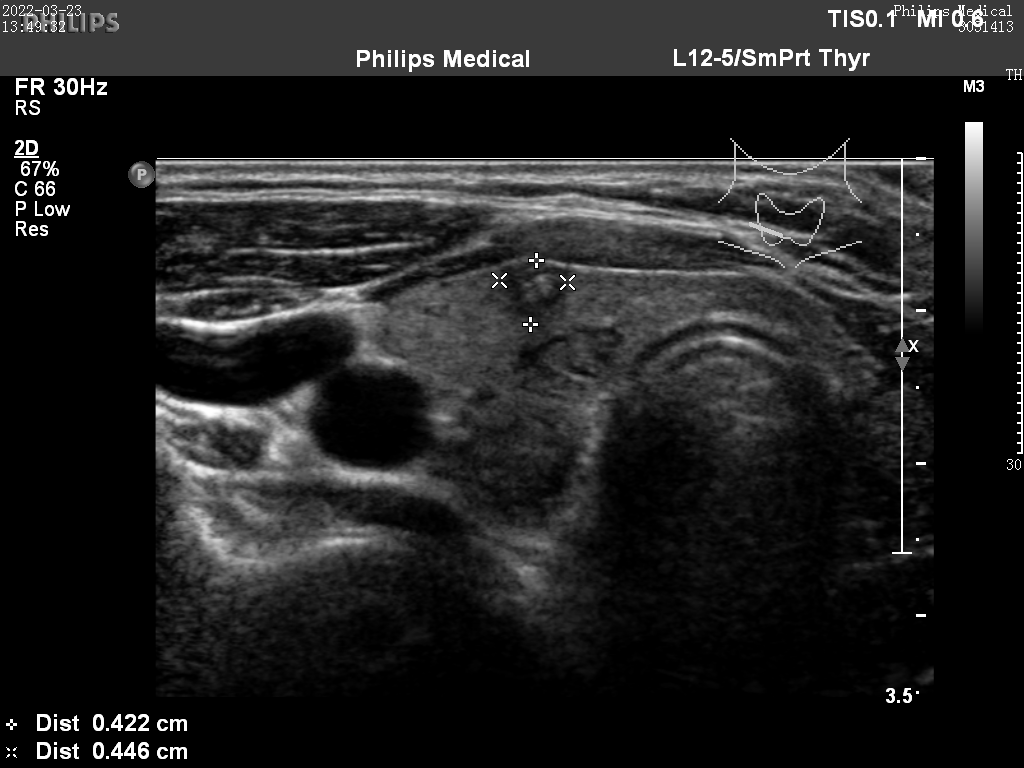 2022-03-23
13:49:32
PHILIPS
TIS0.1 MI 0.6
Philips Medical
Philips Medical
L12-5/SmPrt Thyr
TH
FR 30Hz
RS
M3
2D
67%
C 66
P Low
Res
P
X
30
3.5
Dist 0.422 cm
Dist 0.446 cm